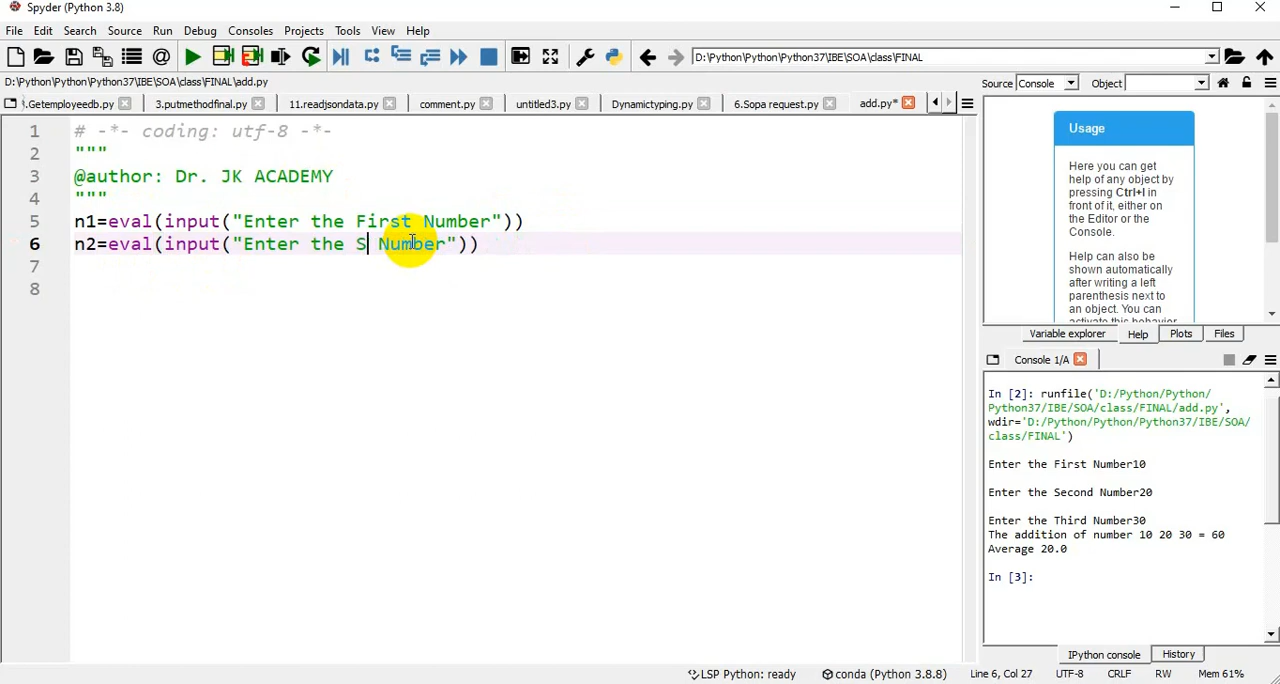 Spyder (Python 3.8)
File Edit Search Source Run Debug Consoles Projects Tools View Help
D:\Python\Python\Python37\IBE\SOA\class\FINAL
D:\Python\Python\Python37\IBE\SOA\class\FINAL\add.py
Source Console Object
.Getemployeedb.py 3.putmethodfinal.py 11.readjsondata.py comment.py untitled3.py Dynamictyping.py 6.Sopa request.py add.py*
1 # -*- coding: utf-8 -*-
2 """
3 @author: Dr. JK ACADEMY
4 """
5 n1=eval(input("Enter the First Number"))
6 n2=eval(input("Enter the S Number"))
7
8
Usage
Here you can get
help of any object by
pressing Ctrl+I in
front of it, either on
the Editor or the
Console.
Help can also be
shown automatically
after writing a left
parenthesis next to
an object. You can
activate this behavior
Variable explorer Help Plots Files
Console 1/A
In [2]: runfile('D:/Python/Python/
Python37/IBE/SOA/class/FINAL/add.py',
wdir='D:/Python/Python/Python37/IBE/SOA/
class/FINAL')
Enter the First Number10
Enter the Second Number20
Enter the Third Number30
The addition of number 10 20 30 = 60
Average 20.0
In [3]:
IPython console History
LSP Python: ready conda (Python 3.8.8) Line 6, Col 27 UTF-8 CRLF RW Mem 61%